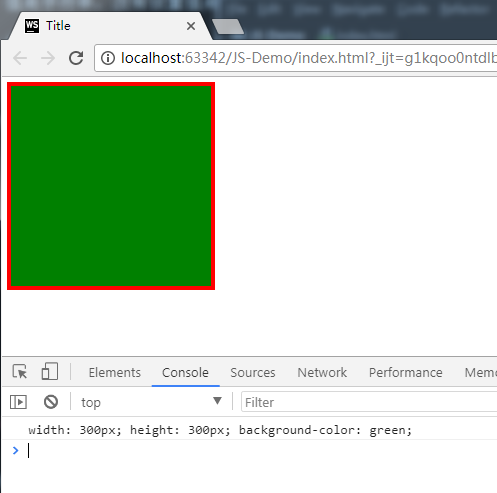 WS Title
localhost:63342/JS-Demo/index.html?_ijt=g1kqoo0ntdlb
Elements Console Sources Network Performance Memo
top Filter
width: 300px; height: 300px; background-color: green;